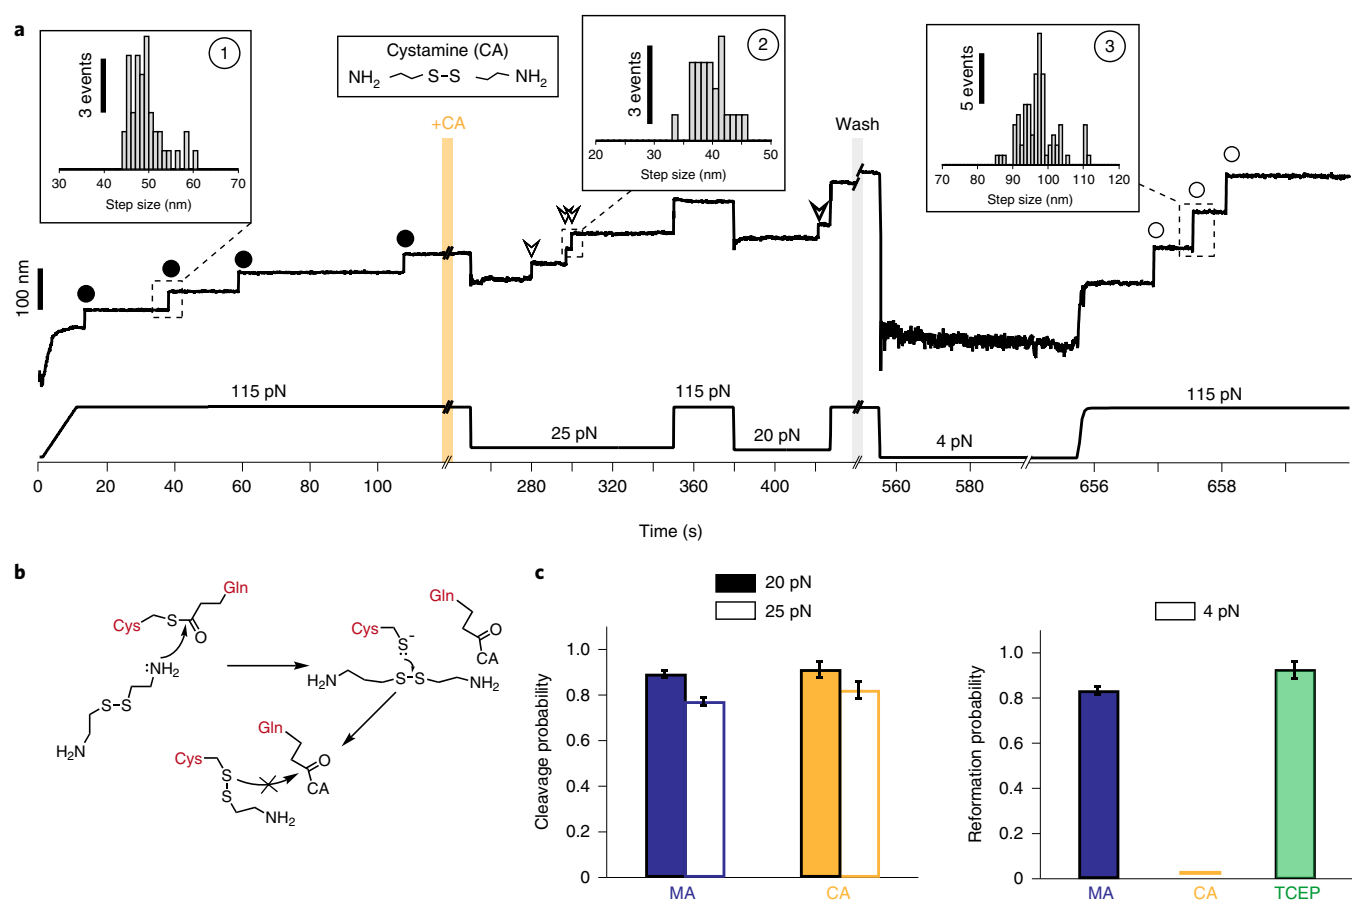 a
1
3 events
30 40 50 60 70
Step size (nm)
Cystamine (CA)
NH2 S–S NH2
+CA
2
3 events
20 30 40 50
Step size (nm)
Wash
3
5 events
70 80 90 100 110 120
Step size (nm)
100 nm
115 pN
25 pN
115 pN
20 pN
4 pN
115 pN
0 20 40 60 80 100 280 320 360 400 560 580 656 658
Time (s)
b
Gln
Cys S
O
:NH2
S–S
H2N
Gln
Cys
S-
O
CA
H2N S–S NH2
Gln
Cys
O
S
CA
S
NH2
c
20 pN
25 pN
Cleavage probability
1.0
0.8
0.6
0.4
0.2
0
MA CA
4 pN
Reformation probability
1.0
0.8
0.6
0.4
0.2
0
MA CA TCEP